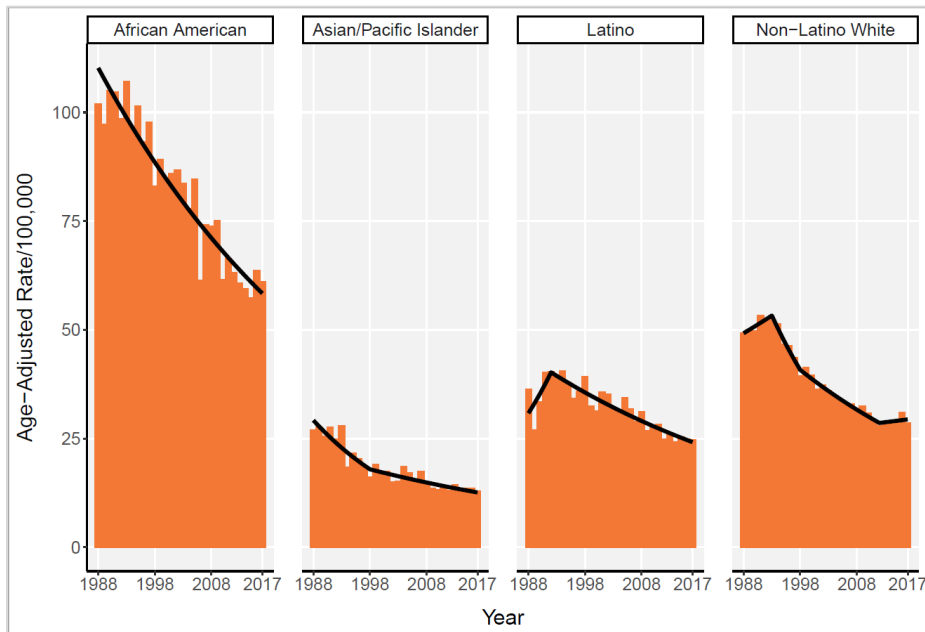 African American
Asian/Pacific Islander
Latino
Non−Latino White
Age−Adjusted Rate/100,000
100
75
50
25
0
1988 1998 2008 2017
1988 1998 2008 2017
1988 1998 2008 2017
1988 1998 2008 2017
Year